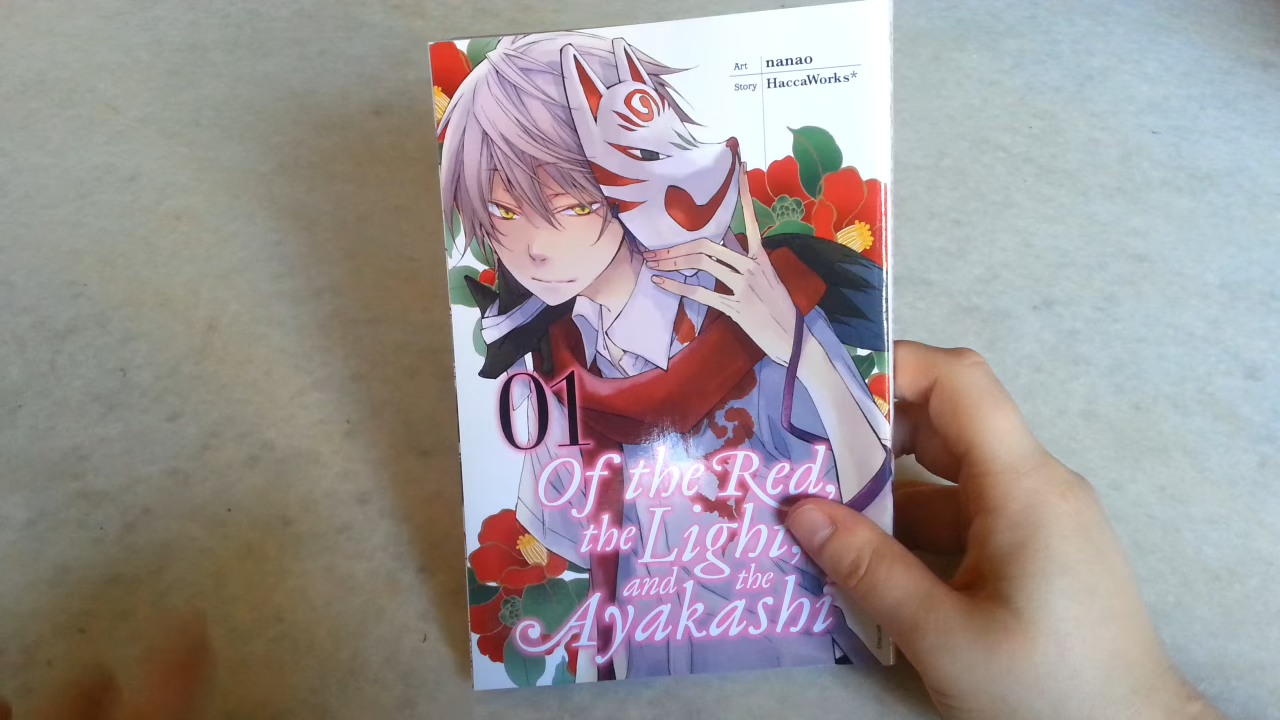 Art nanao
Story HaccaWorks*
01
Of the Red,
the Light,
and the
Ayakashi